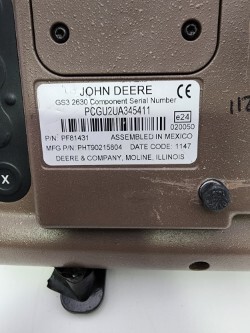 JOHN DEERE
GS3 2630 Component Serial Number
PCGU2UA345411
CE
e24
020050
P/N: PF81431 ASSEMBLED IN MEXICO
MFG P/N: PHT90215804 DATE CODE: 1147
DEERE & COMPANY, MOLINE, ILLINOIS
X